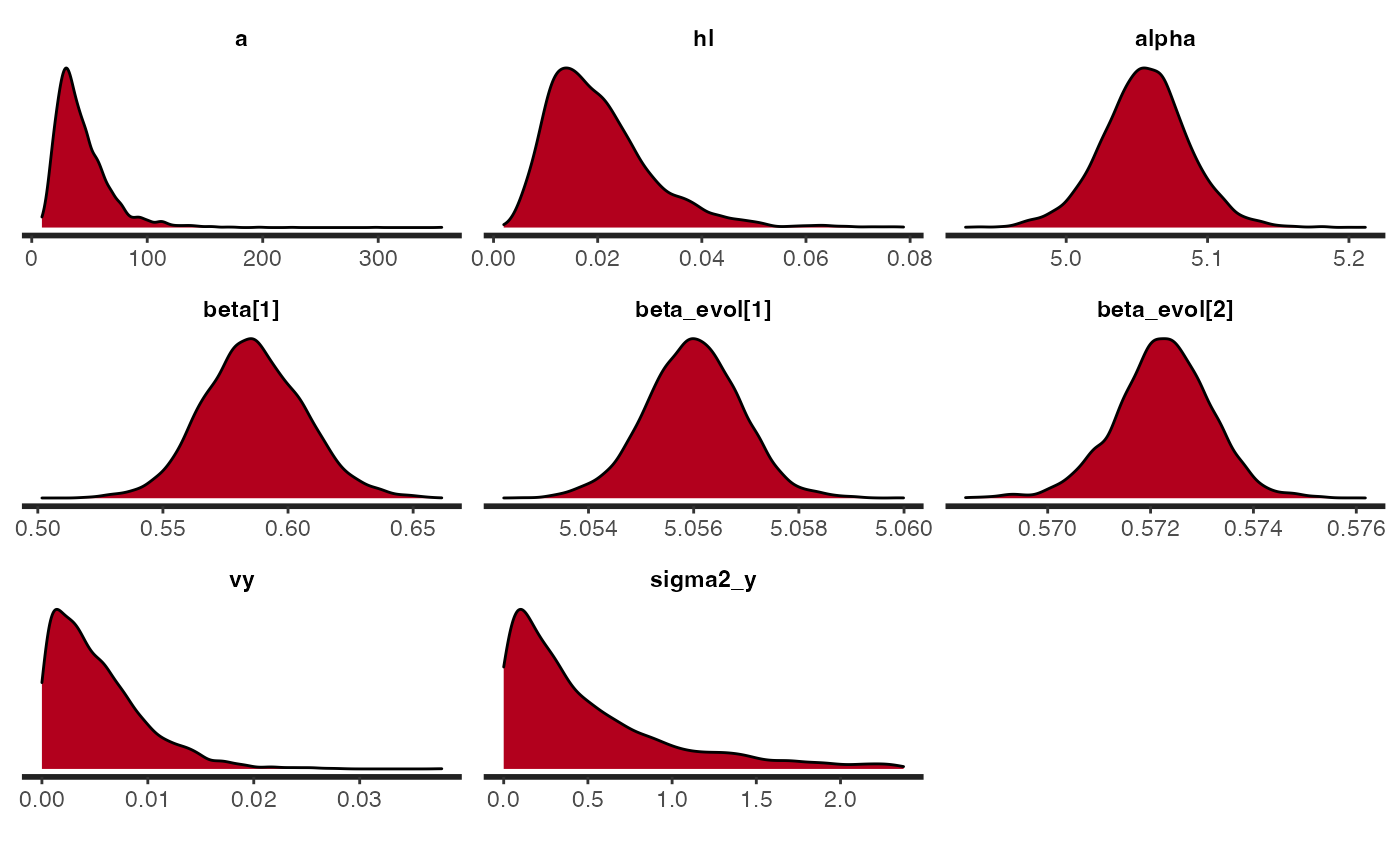 a hl alpha
0 100 200 300 0.00 0.02 0.04 0.06 0.08 5.0 5.1 5.2
beta[1] beta_evol[1] beta_evol[2]
0.50 0.55 0.60 0.65 5.054 5.056 5.058 5.060 0.570 0.572 0.574 0.576
vy sigma2_y
0.00 0.01 0.02 0.03 0.0 0.5 1.0 1.5 2.0